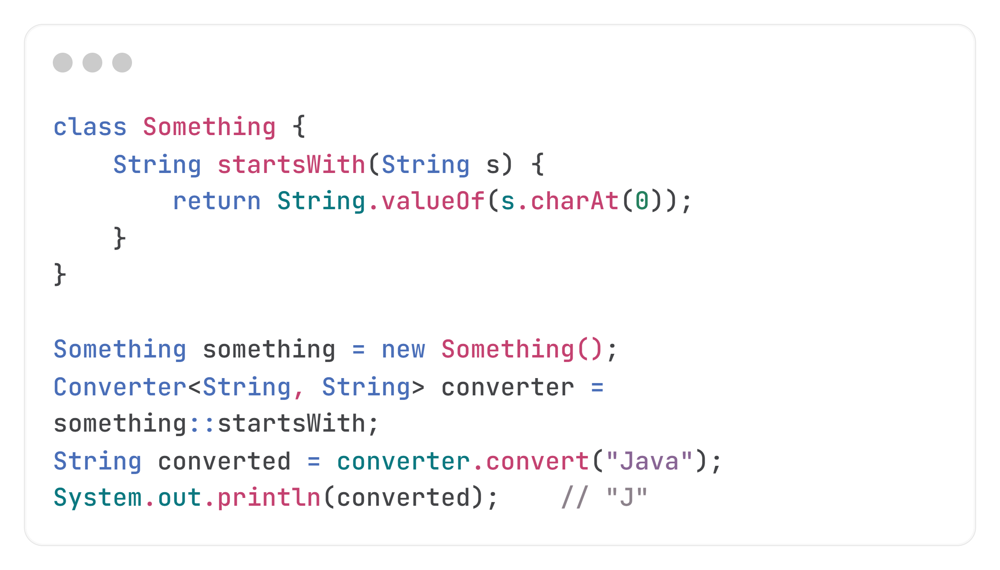 class Something {
    String startsWith(String s) {
        return String.valueOf(s.charAt(0));
    }
}

Something something = new Something();
Converter<String, String> converter =
something::startsWith;
String converted = converter.convert("Java");
System.out.println(converted);    // "J"